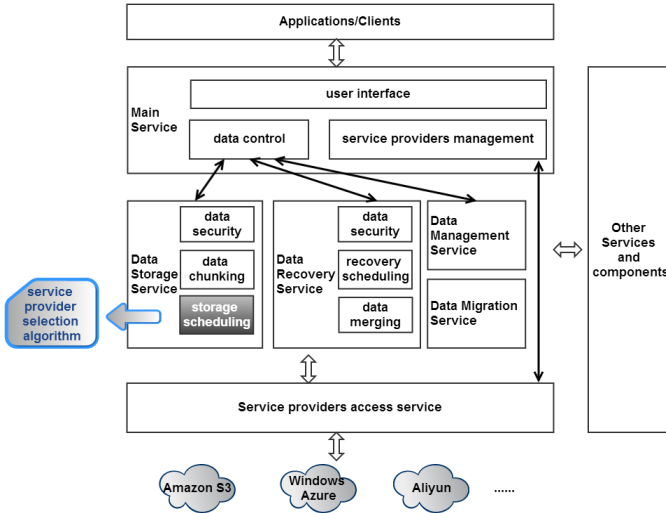 Applications/Clients
user interface
Main
Service
data control
service providers management
data
security
Data
Storage
Service
data
chunking
storage
scheduling
service
provider
selection
algorithm
data
security
Data
Recovery
Service
recovery
scheduling
data
merging
Data
Management
Service
Data Migration
Service
Other
Services
and
components
Service providers access service
Amazon S3
Windows
Azure
Aliyun
......